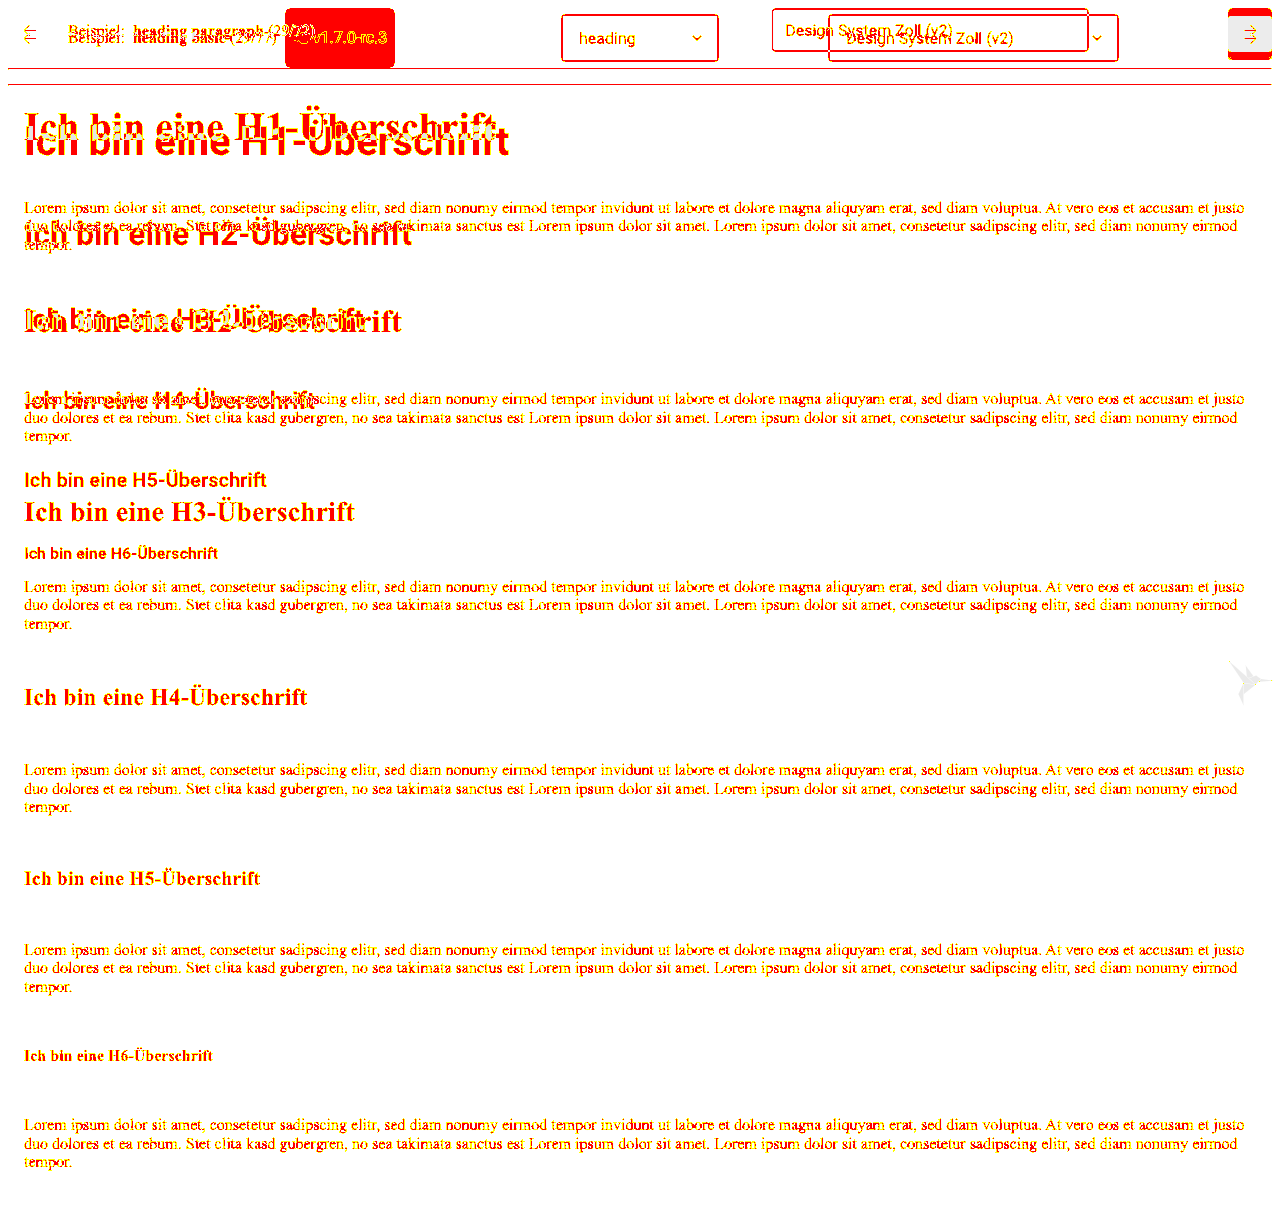 Beispiel: heading paragraph (29/72)
Beispiel: heading basic (29/77)
v1.7.0-rc.3
heading
Design System Zoll (v2)
Design System Zoll (v2)
Ich bin eine H1-Überschrift
Ich bin eine H1-Überschrift
Lorem ipsum dolor sit amet, consetetur sadipscing elitr, sed diam nonumy eirmod tempor invidunt ut labore et dolore magna aliquyam erat, sed diam voluptua. At vero eos et accusam et justo
duo dolores et ea rebum. Stet clita kasd gubergren, no sea takimata sanctus est Lorem ipsum dolor sit amet. Lorem ipsum dolor sit amet, consetetur sadipscing elitr, sed diam nonumy eirmod
Ich bin eine H2-Überschrift
tempor.
Ich bin eine H3-Überschrift
Ich bin eine H2-Überschrift
Ich bin eine H4-Überschrift
Lorem ipsum dolor sit amet, consetetur sadipscing elitr, sed diam nonumy eirmod tempor invidunt ut labore et dolore magna aliquyam erat, sed diam voluptua. At vero eos et accusam et justo
duo dolores et ea rebum. Stet clita kasd gubergren, no sea takimata sanctus est Lorem ipsum dolor sit amet. Lorem ipsum dolor sit amet, consetetur sadipscing elitr, sed diam nonumy eirmod
tempor.
Ich bin eine H5-Überschrift
Ich bin eine H3-Überschrift
Ich bin eine H6-Überschrift
Lorem ipsum dolor sit amet, consetetur sadipscing elitr, sed diam nonumy eirmod tempor invidunt ut labore et dolore magna aliquyam erat, sed diam voluptua. At vero eos et accusam et justo
duo dolores et ea rebum. Stet clita kasd gubergren, no sea takimata sanctus est Lorem ipsum dolor sit amet. Lorem ipsum dolor sit amet, consetetur sadipscing elitr, sed diam nonumy eirmod
tempor.
Ich bin eine H4-Überschrift
Lorem ipsum dolor sit amet, consetetur sadipscing elitr, sed diam nonumy eirmod tempor invidunt ut labore et dolore magna aliquyam erat, sed diam voluptua. At vero eos et accusam et justo
duo dolores et ea rebum. Stet clita kasd gubergren, no sea takimata sanctus est Lorem ipsum dolor sit amet. Lorem ipsum dolor sit amet, consetetur sadipscing elitr, sed diam nonumy eirmod
tempor.
Ich bin eine H5-Überschrift
Lorem ipsum dolor sit amet, consetetur sadipscing elitr, sed diam nonumy eirmod tempor invidunt ut labore et dolore magna aliquyam erat, sed diam voluptua. At vero eos et accusam et justo
duo dolores et ea rebum. Stet clita kasd gubergren, no sea takimata sanctus est Lorem ipsum dolor sit amet. Lorem ipsum dolor sit amet, consetetur sadipscing elitr, sed diam nonumy eirmod
tempor.
Ich bin eine H6-Überschrift
Lorem ipsum dolor sit amet, consetetur sadipscing elitr, sed diam nonumy eirmod tempor invidunt ut labore et dolore magna aliquyam erat, sed diam voluptua. At vero eos et accusam et justo
duo dolores et ea rebum. Stet clita kasd gubergren, no sea takimata sanctus est Lorem ipsum dolor sit amet. Lorem ipsum dolor sit amet, consetetur sadipscing elitr, sed diam nonumy eirmod
tempor.